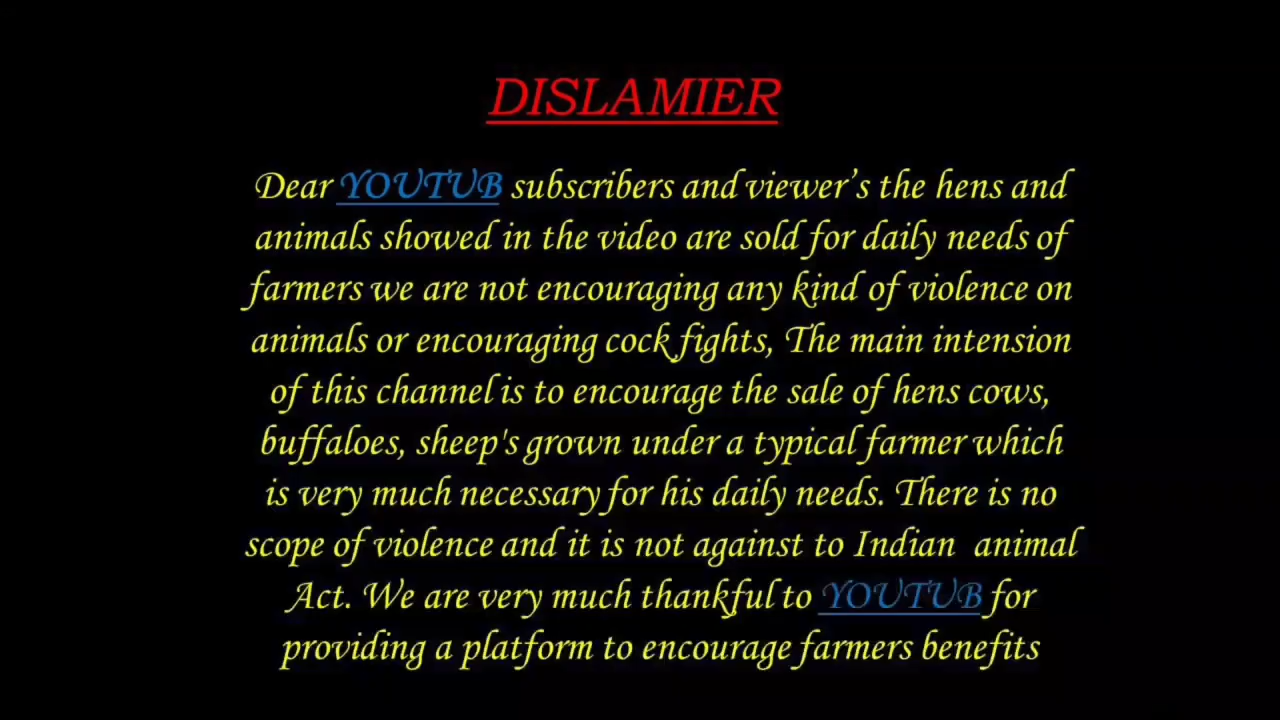 DISLAMIER
Dear YOUTUB subscribers and viewer’s the hens and
animals showed in the video are sold for daily needs of
farmers we are not encouraging any kind of violence on
animals or encouraging cock fights, The main intension
of this channel is to encourage the sale of hens cows,
buffaloes, sheep's grown under a typical farmer which
is very much necessary for his daily needs. There is no
scope of violence and it is not against to Indian  animal
Act. We are very much thankful to YOUTUB for
providing a platform to encourage farmers benefits